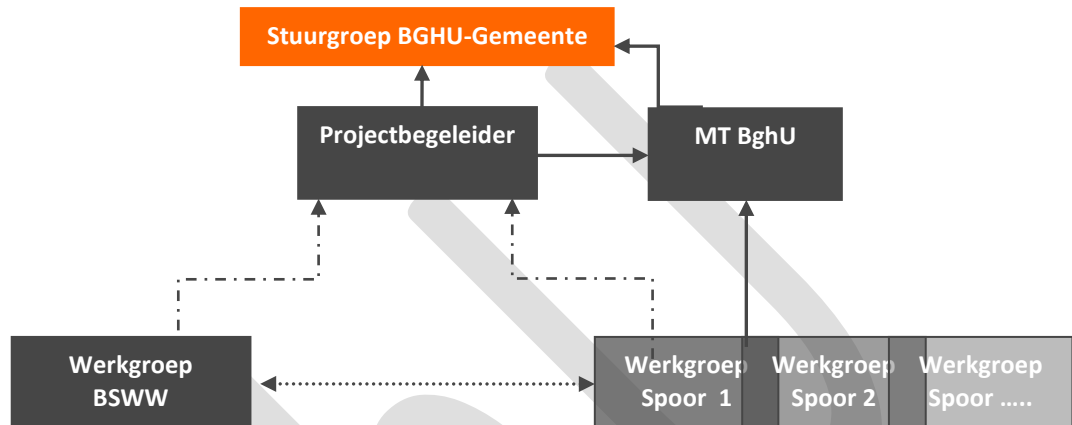 Stuurgroep BGHU-Gemeente
Projectbegeleider
MT BghU
Werkgroep
BSWW
Werkgroep
Spoor 1
Werkgroep
Spoor 2
Werkgroep
Spoor .....